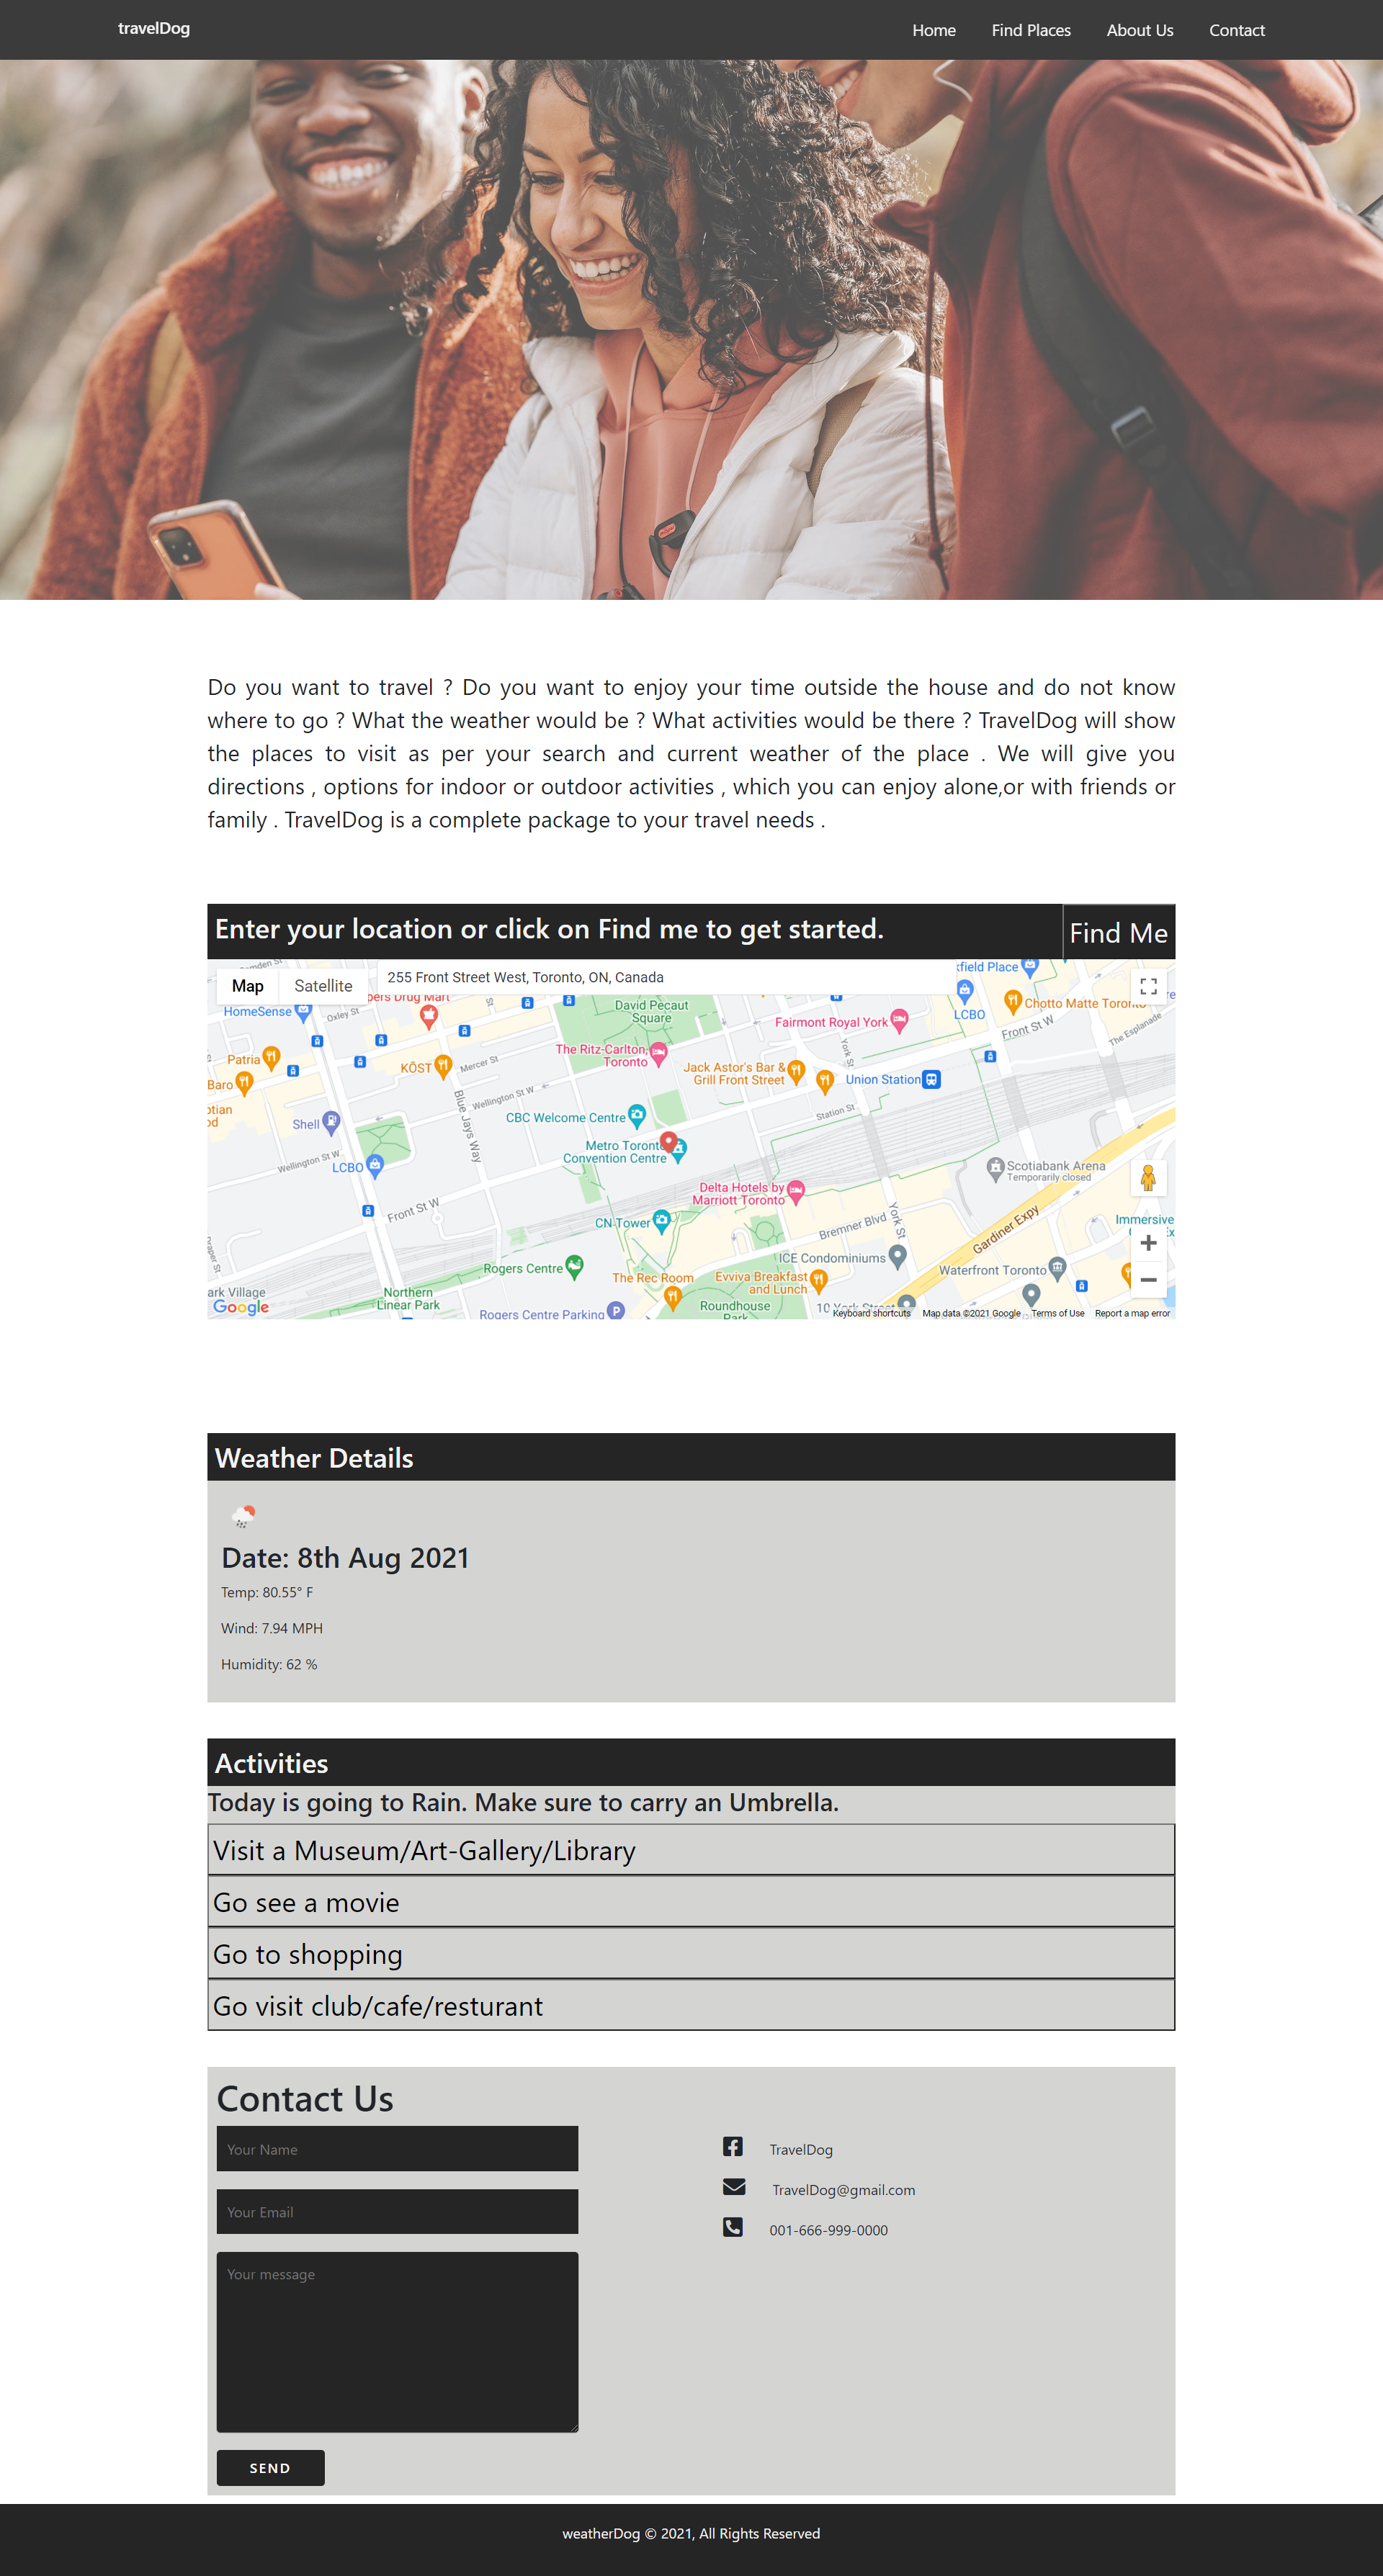 travelDog
Home Find Places About Us Contact
Do you want to travel ? Do you want to enjoy your time outside the house and do not know
where to go ? What the weather would be ? What activities would be there ? TravelDog will show
the places to visit as per your search and current weather of the place . We will give you
directions , options for indoor or outdoor activities , which you can enjoy alone,or with friends or
family . TravelDog is a complete package to your travel needs .
Enter your location or click on Find me to get started. Find Me
Map Satellite
255 Front Street West, Toronto, ON, Canada
HomeSense
Oxley St
David Pecaut
Square
Fairmont Royal York
LCBO
Chotto Matte Toronto
Front St W
The Esplanade
Patria
KŌST
Mercer St
The Ritz-Carlton,
Toronto
Jack Astor's Bar &
Grill Front Street
York St
Union Station
Baro
Wellington St W
Blue Jays Way
CBC Welcome Centre
Station St
Shell
Metro Toronto
Convention Centre
Wellington St W
LCBO
Scotiabank Arena
Temporarily closed
Delta Hotels by
Marriott Toronto
Front St W
CN Tower
Bremner Blvd
York St
Gardiner Expy
Immersive
Rogers Centre
The Rec Room
Evviva Breakfast
and Lunch
ICE Condominiums
Waterfront Toronto
ark Village
Northern
Linear Park
Rogers Centre Parking
Roundhouse
Park
10 York Street
Google
Keyboard shortcuts Map data ©2021 Google Terms of Use Report a map error
Weather Details
Date: 8th Aug 2021
Temp: 80.55° F
Wind: 7.94 MPH
Humidity: 62 %
Activities
Today is going to Rain. Make sure to carry an Umbrella.
Visit a Museum/Art-Gallery/Library
Go see a movie
Go to shopping
Go visit club/cafe/resturant
Contact Us
Your Name
Your Email
Your message
SEND
TravelDog
TravelDog@gmail.com
001-666-999-0000
weatherDog © 2021, All Rights Reserved